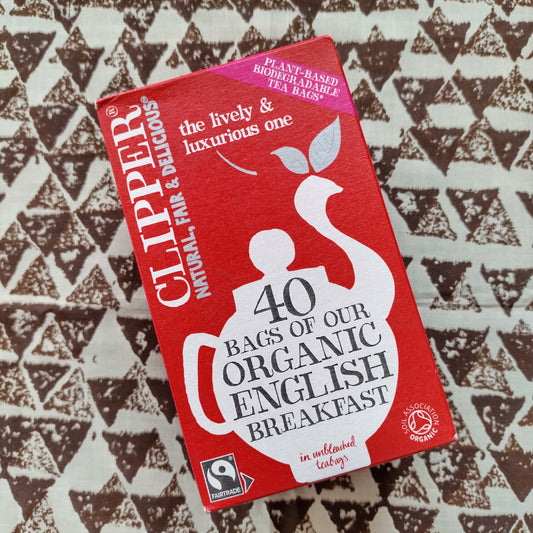 PLANT-BASED
BIODEGRADABLE
TEA BAGS*
CLIPPER®
NATURAL, FAIR & DELICIOUS®
the lively &
luxurious one
40
BAGS OF OUR
ORGANIC
ENGLISH
BREAKFAST
in unbleached
teabags
FAIRTRADE
SOIL ASSOCIATION
ORGANIC